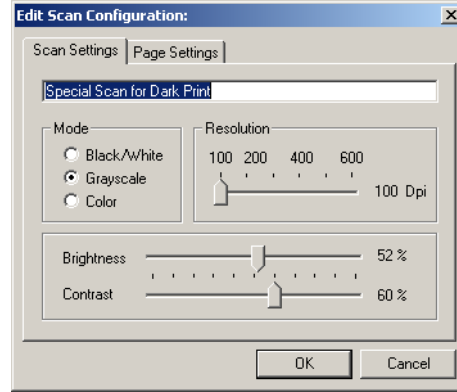 Edit Scan Configuration:
Scan Settings Page Settings
Special Scan for Dark Print
Mode
Black/White
Grayscale
Color
Resolution
100 200 400 600
100 Dpi
Brightness 52 %
Contrast 60 %
OK Cancel